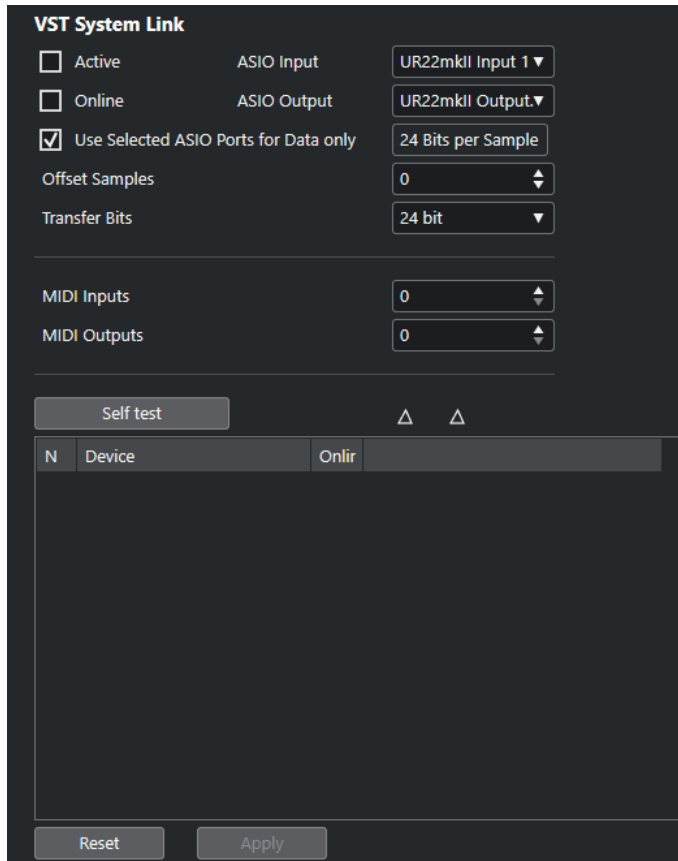 VST System Link
Active ASIO Input UR22mkII Input 1
Online ASIO Output UR22mkII Output.
Use Selected ASIO Ports for Data only 24 Bits per Sample
Offset Samples 0
Transfer Bits 24 bit
MIDI Inputs 0
MIDI Outputs 0
Self test
N Device Onlir
Reset Apply